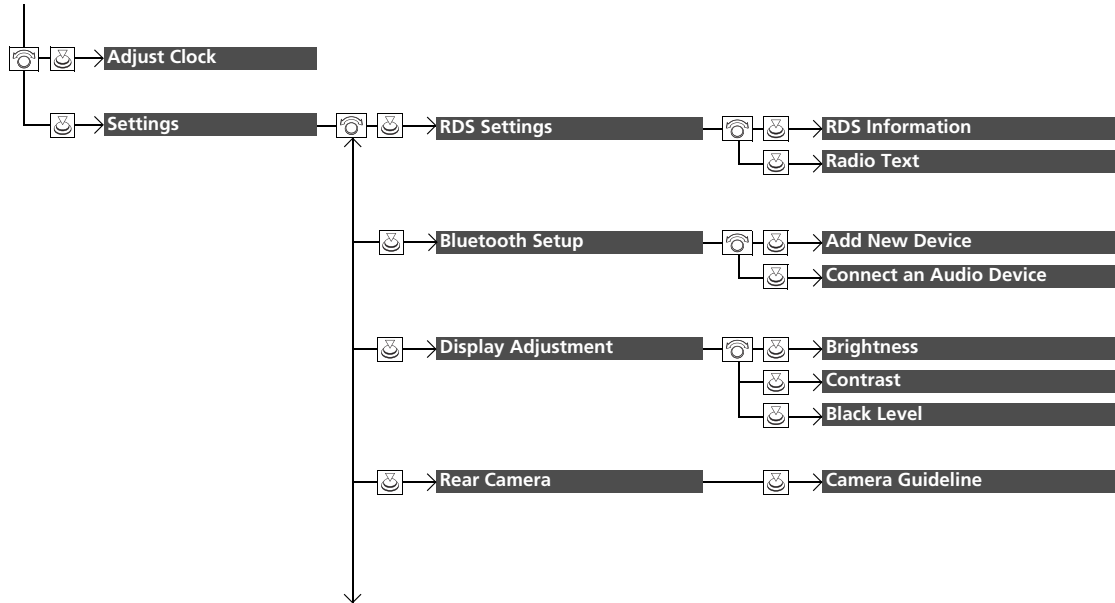 Adjust Clock
Settings
RDS Settings
RDS Information
Radio Text
Bluetooth Setup
Add New Device
Connect an Audio Device
Display Adjustment
Brightness
Contrast
Black Level
Rear Camera
Camera Guideline